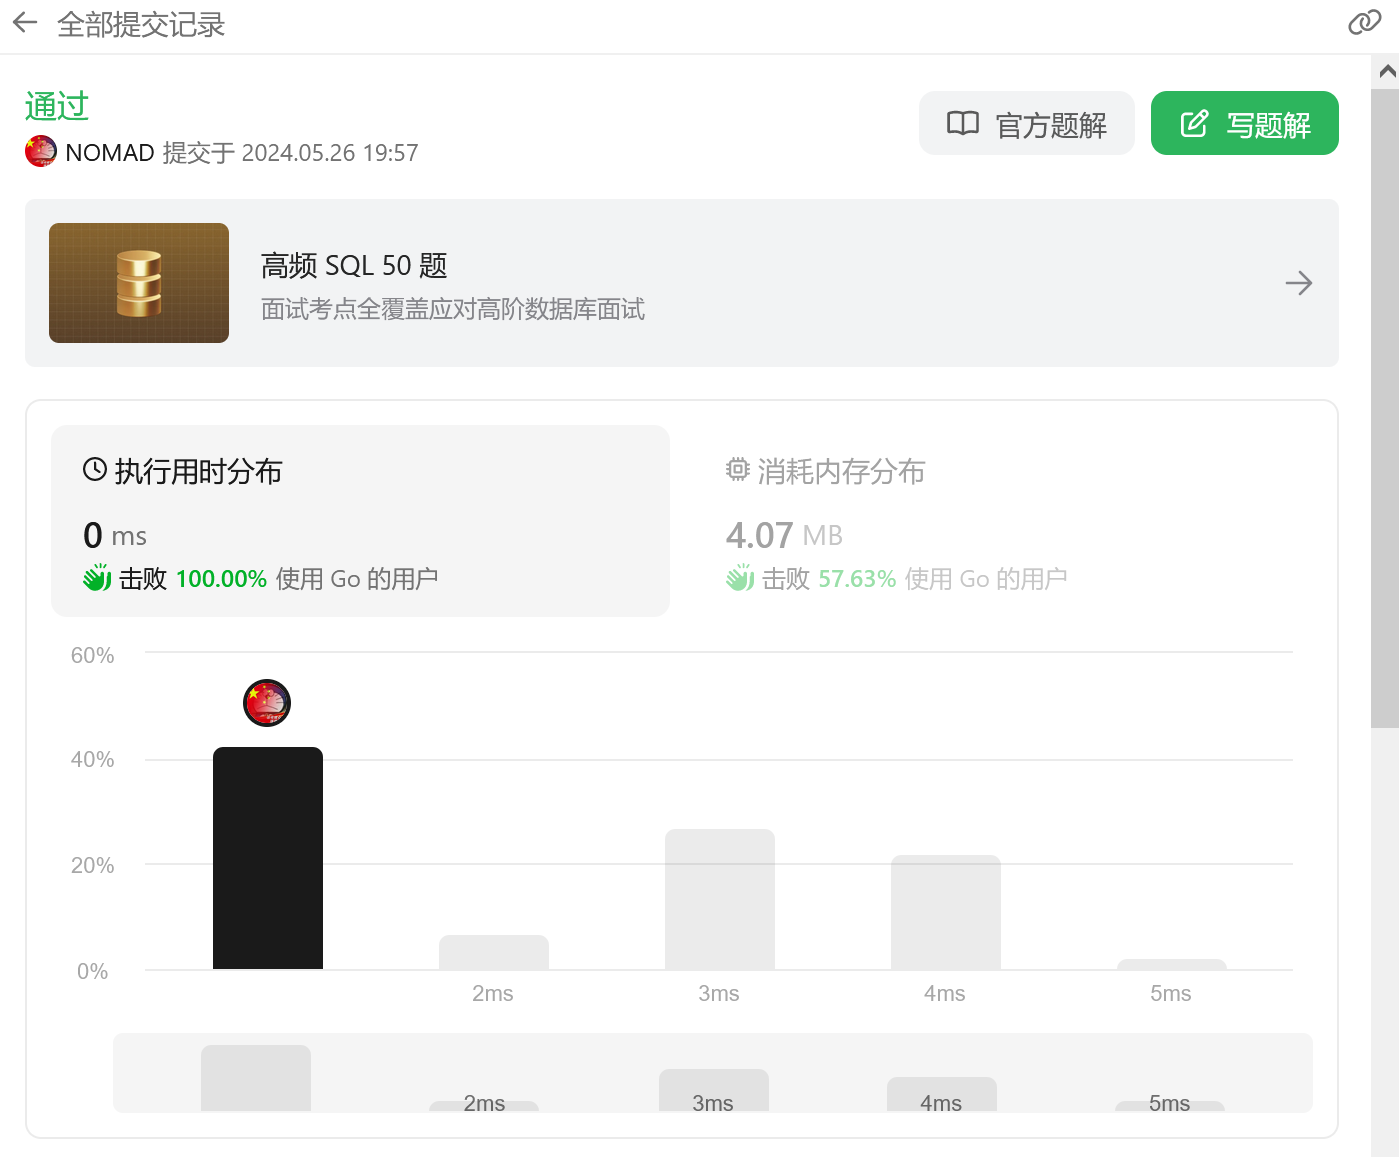 全部提交记录
通过
官方题解
写题解
NOMAD 提交于 2024.05.26 19:57
高频 SQL 50 题
面试考点全覆盖应对高阶数据库面试
执行用时分布
0 ms
击败 100.00% 使用 Go 的用户
消耗内存分布
4.07 MB
击败 57.63% 使用 Go 的用户
60%
40%
20%
0%
2ms 3ms 4ms 5ms
2ms 3ms 4ms 5ms